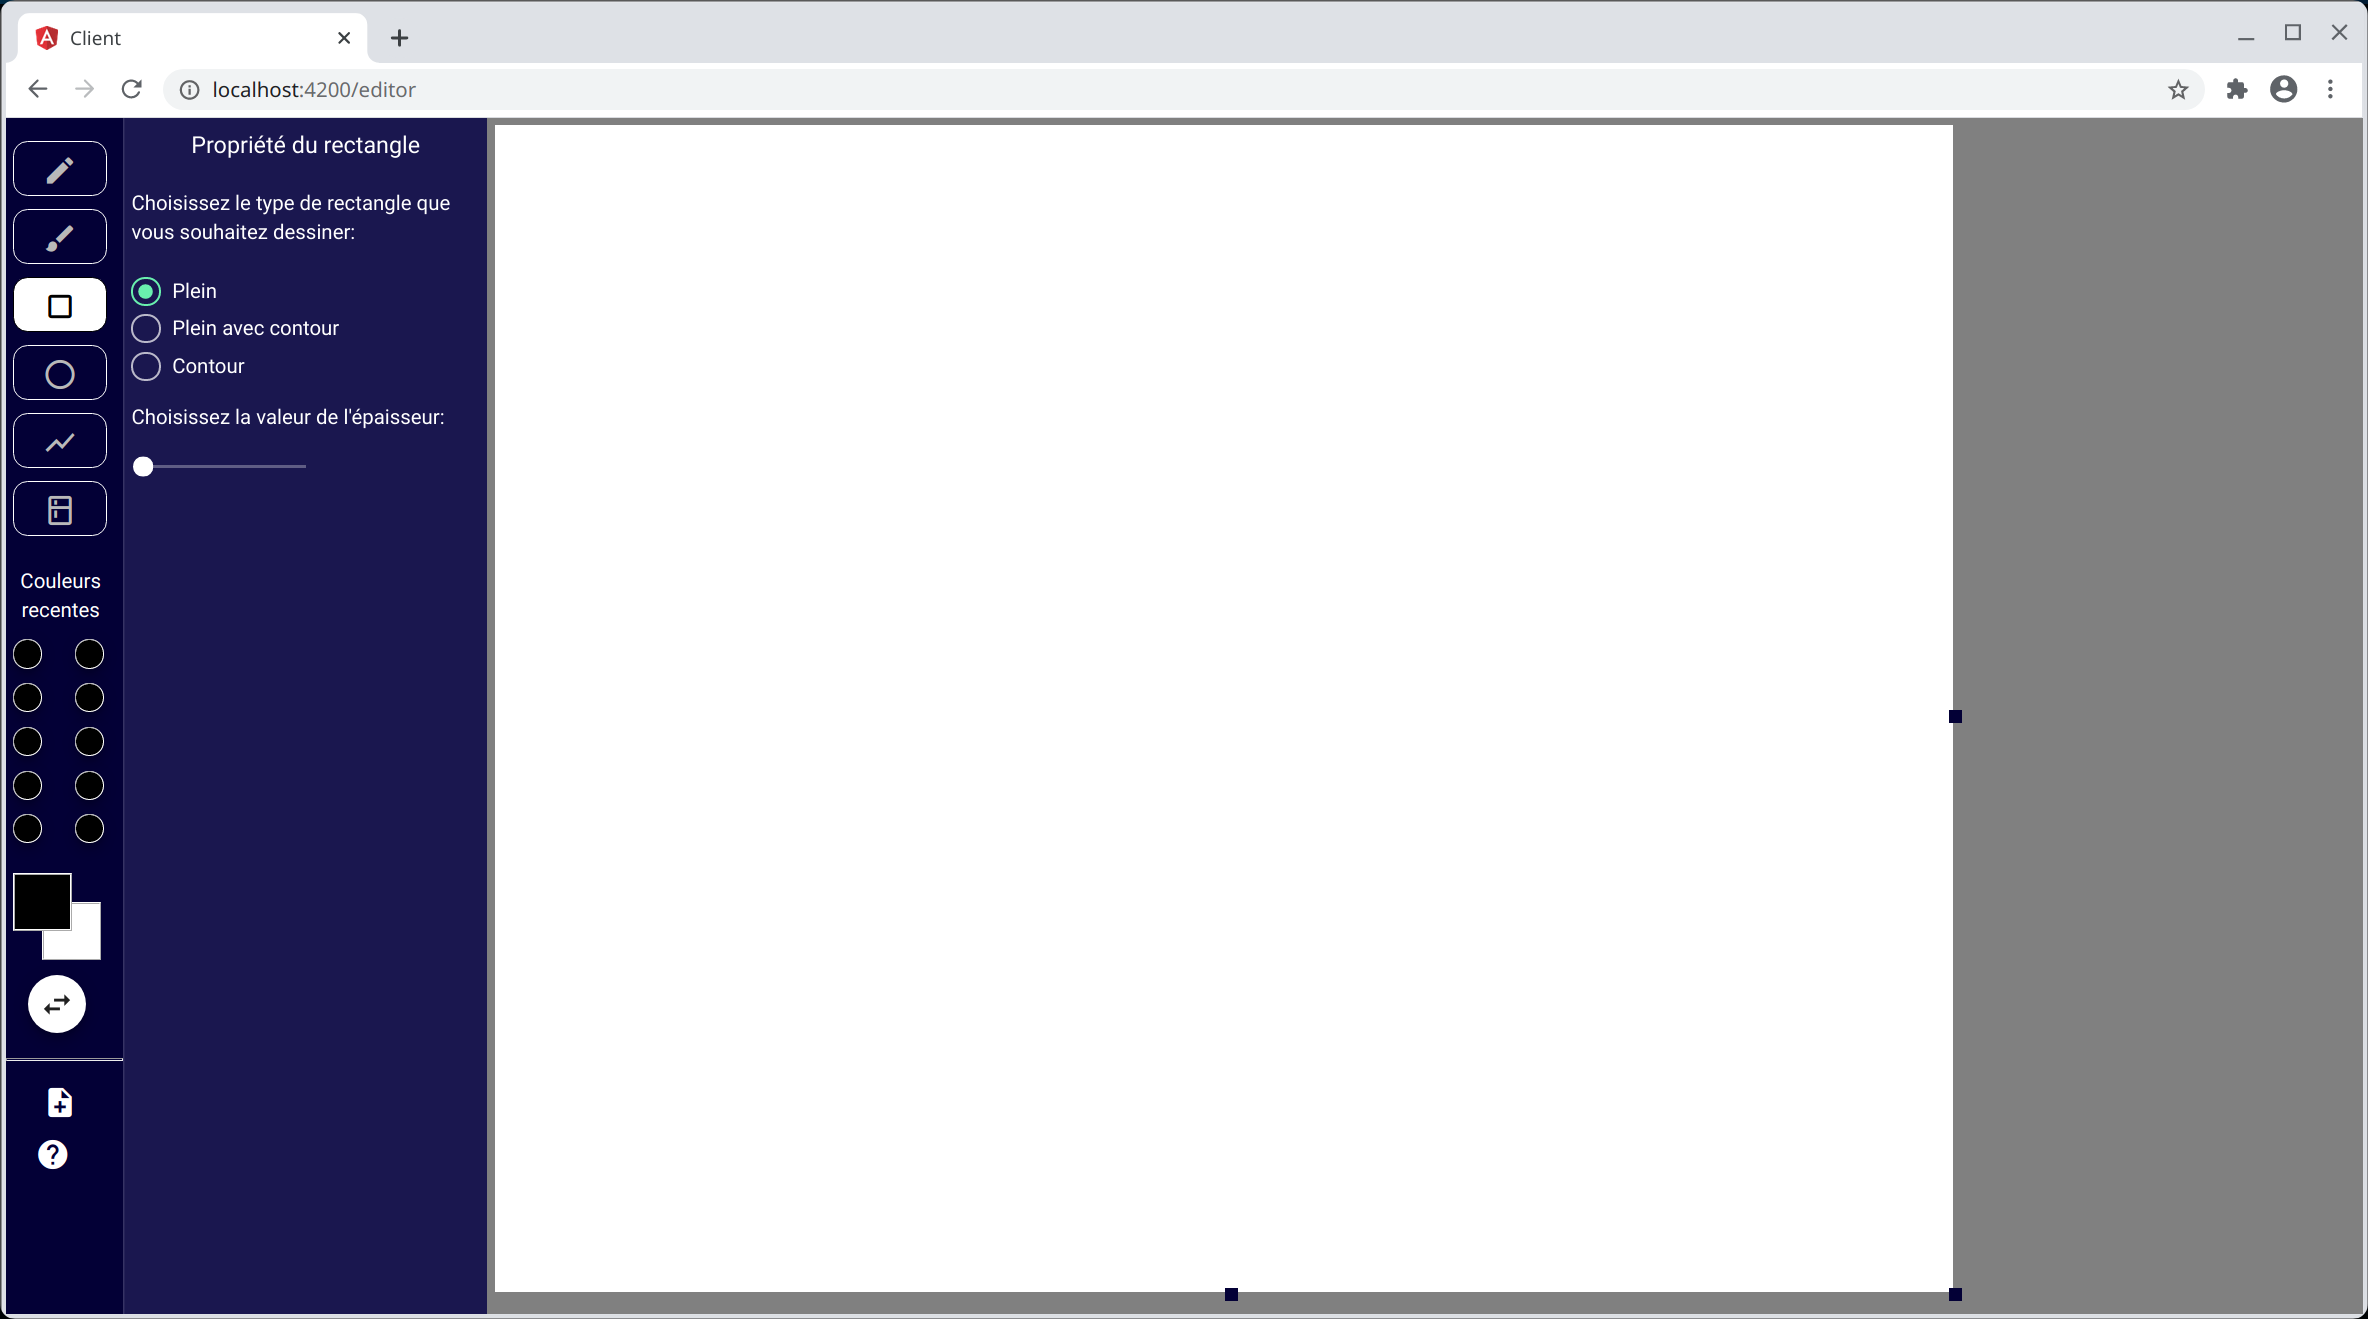 Client
localhost:4200/editor
Propriété du rectangle
Choisissez le type de rectangle que
vous souhaitez dessiner:
Plein
Plein avec contour
Contour
Choisissez la valeur de l'épaisseur:
Couleurs
recentes